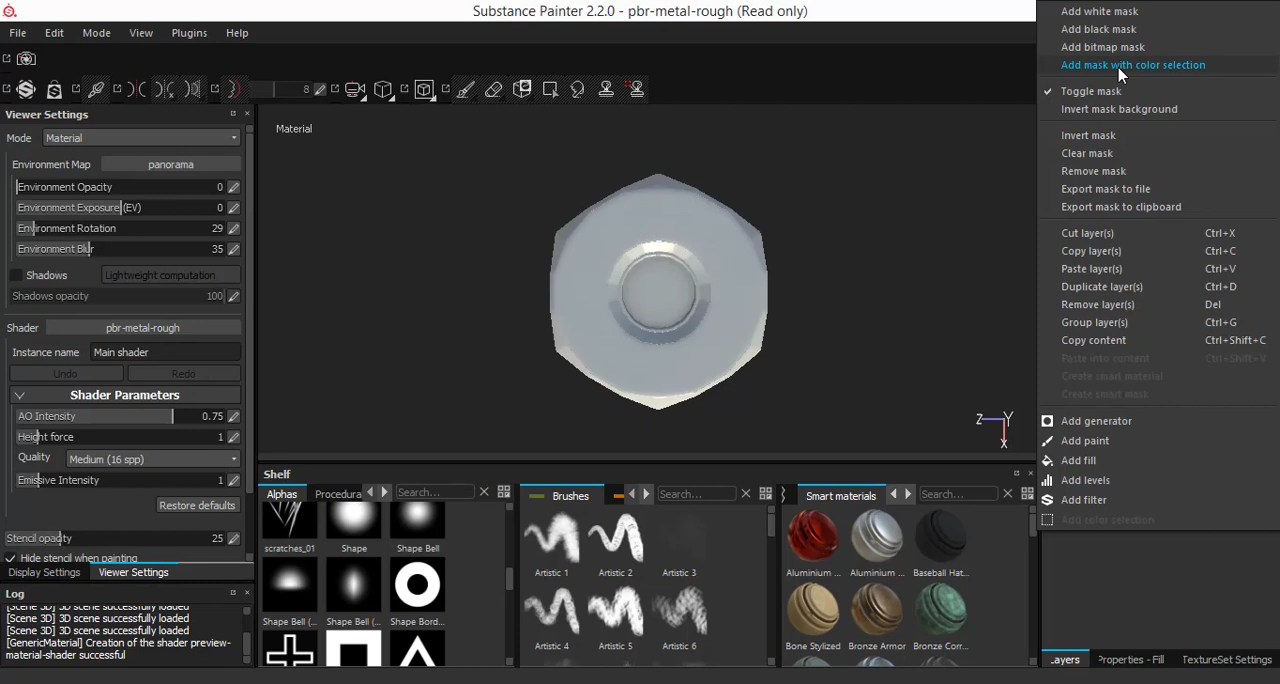 Substance Painter 2.2.0 - pbr-metal-rough (Read only)
File Edit Mode View Plugins Help
8
Viewer Settings
Mode Material
Environment Map panorama
Environment Opacity 0
Environment Exposure (EV) 0
Environment Rotation 29
Environment Blur 35
Shadows Lightweight computation
Shadows opacity 100
Shader pbr-metal-rough
Instance name Main shader
Undo Redo
Shader Parameters
AO Intensity 0.75
Height force 1
Quality Medium (16 spp)
Emissive Intensity 1
Restore defaults
Stencil opacity 25
Hide stencil when painting
Display Settings Viewer Settings
Log
[Scene 3D] 3D scene successfully loaded
[Scene 3D] 3D scene successfully loaded
[Scene 3D] 3D scene successfully loaded
[GenericMaterial] Creation of the shader preview-
material-shader successful
Material
Z Y
X
Shelf
Alphas Procedura Search...
scratches_01 Shape Shape Bell
Shape Bell (... Shape Bell (... Shape Bord...
Brushes Search...
Artistic 1 Artistic 2 Artistic 3
Artistic 4 Artistic 5 Artistic 6
Smart materials Search...
Aluminium ... Aluminium ... Baseball Hat...
Bone Stylized Bronze Armor Bronze Corr...
Add white mask
Add black mask
Add bitmap mask
Add mask with color selection
Toggle mask
Invert mask background
Invert mask
Clear mask
Remove mask
Export mask to file
Export mask to clipboard
Cut layer(s) Ctrl+X
Copy layer(s) Ctrl+C
Paste layer(s) Ctrl+V
Duplicate layer(s) Ctrl+D
Remove layer(s) Del
Group layer(s) Ctrl+G
Copy content Ctrl+Shift+C
Paste into content Ctrl+Shift+V
Create smart material
Create smart mask
Add generator
Add paint
Add fill
Add levels
Add filter
Add color selection
Layers Properties - Fill TextureSet Settings